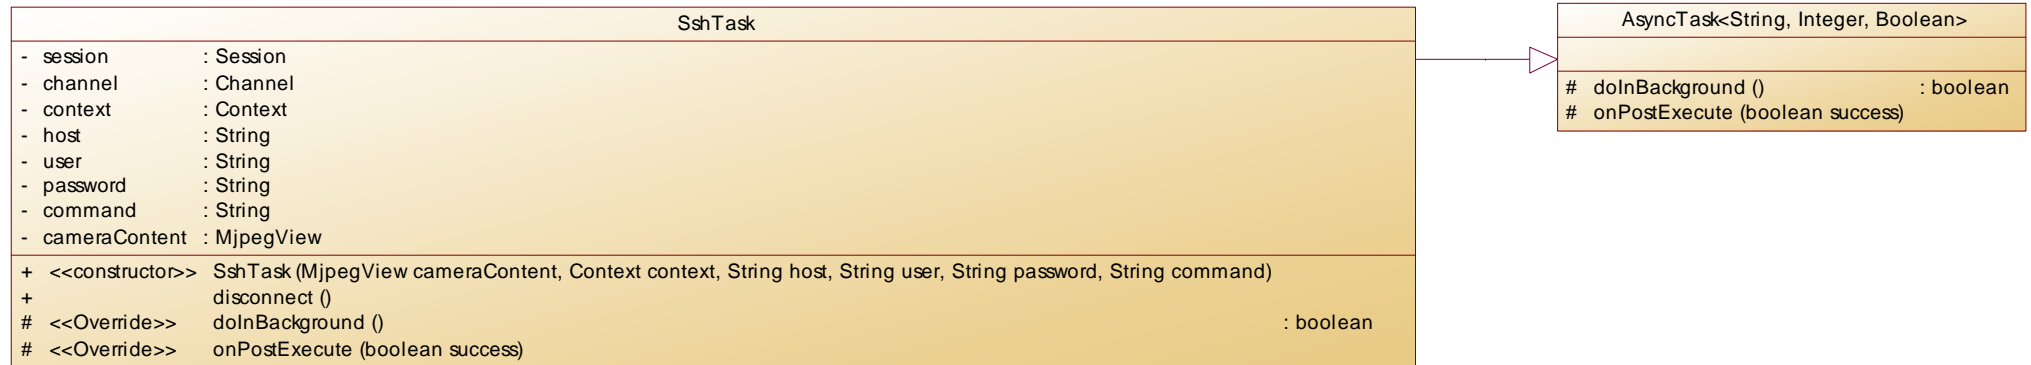 SshTask
- session : Session
- channel : Channel
- context : Context
- host : String
- user : String
- password : String
- command : String
- cameraContent : MjpegView
+ <<constructor>> SshTask (MjpegView cameraContent, Context context, String host, String user, String password, String command)
+ disconnect ()
# <<Override>> doInBackground () : boolean
# <<Override>> onPostExecute (boolean success)
AsyncTask<String, Integer, Boolean>
# doInBackground () : boolean
# onPostExecute (boolean success)